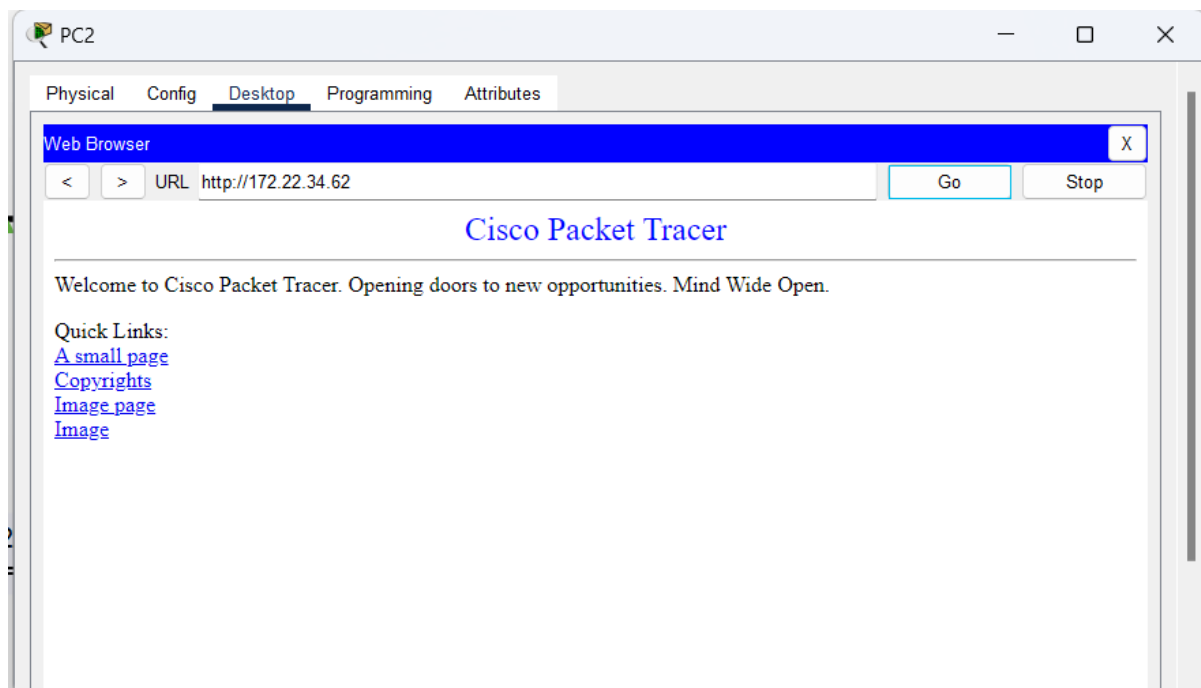 PC2
Physical Config Desktop Programming Attributes
Web Browser X
< > URL http://172.22.34.62 Go Stop
Cisco Packet Tracer
Welcome to Cisco Packet Tracer. Opening doors to new opportunities. Mind Wide Open.
Quick Links:
A small page
Copyrights
Image page
Image